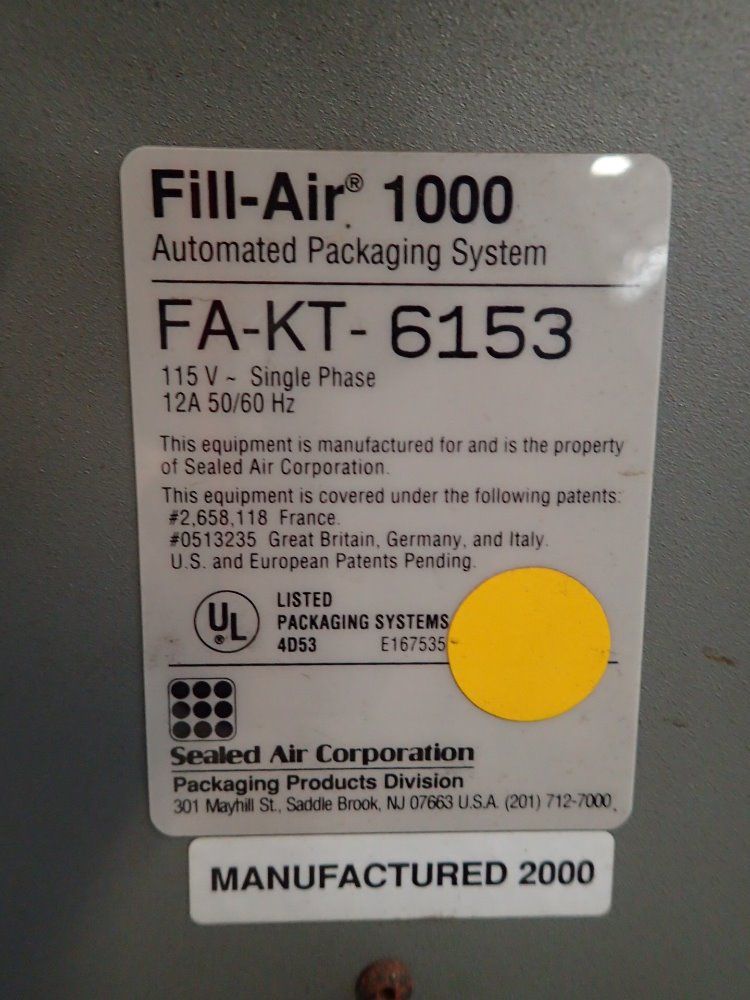 Fill-Air® 1000
Automated Packaging System
FA-KT- 6153
115 V ~ Single Phase
12A 50/60 Hz
This equipment is manufactured for and is the property
of Sealed Air Corporation.
This equipment is covered under the following patents:
#2,658,118 France.
#0513235 Great Britain, Germany, and Italy.
U.S. and European Patents Pending.
UL ®
LISTED
PACKAGING SYSTEMS
4D53 E167535
Sealed Air Corporation
Packaging Products Division
301 Mayhill St., Saddle Brook, NJ 07663 U.S.A. (201) 712-7000
MANUFACTURED 2000